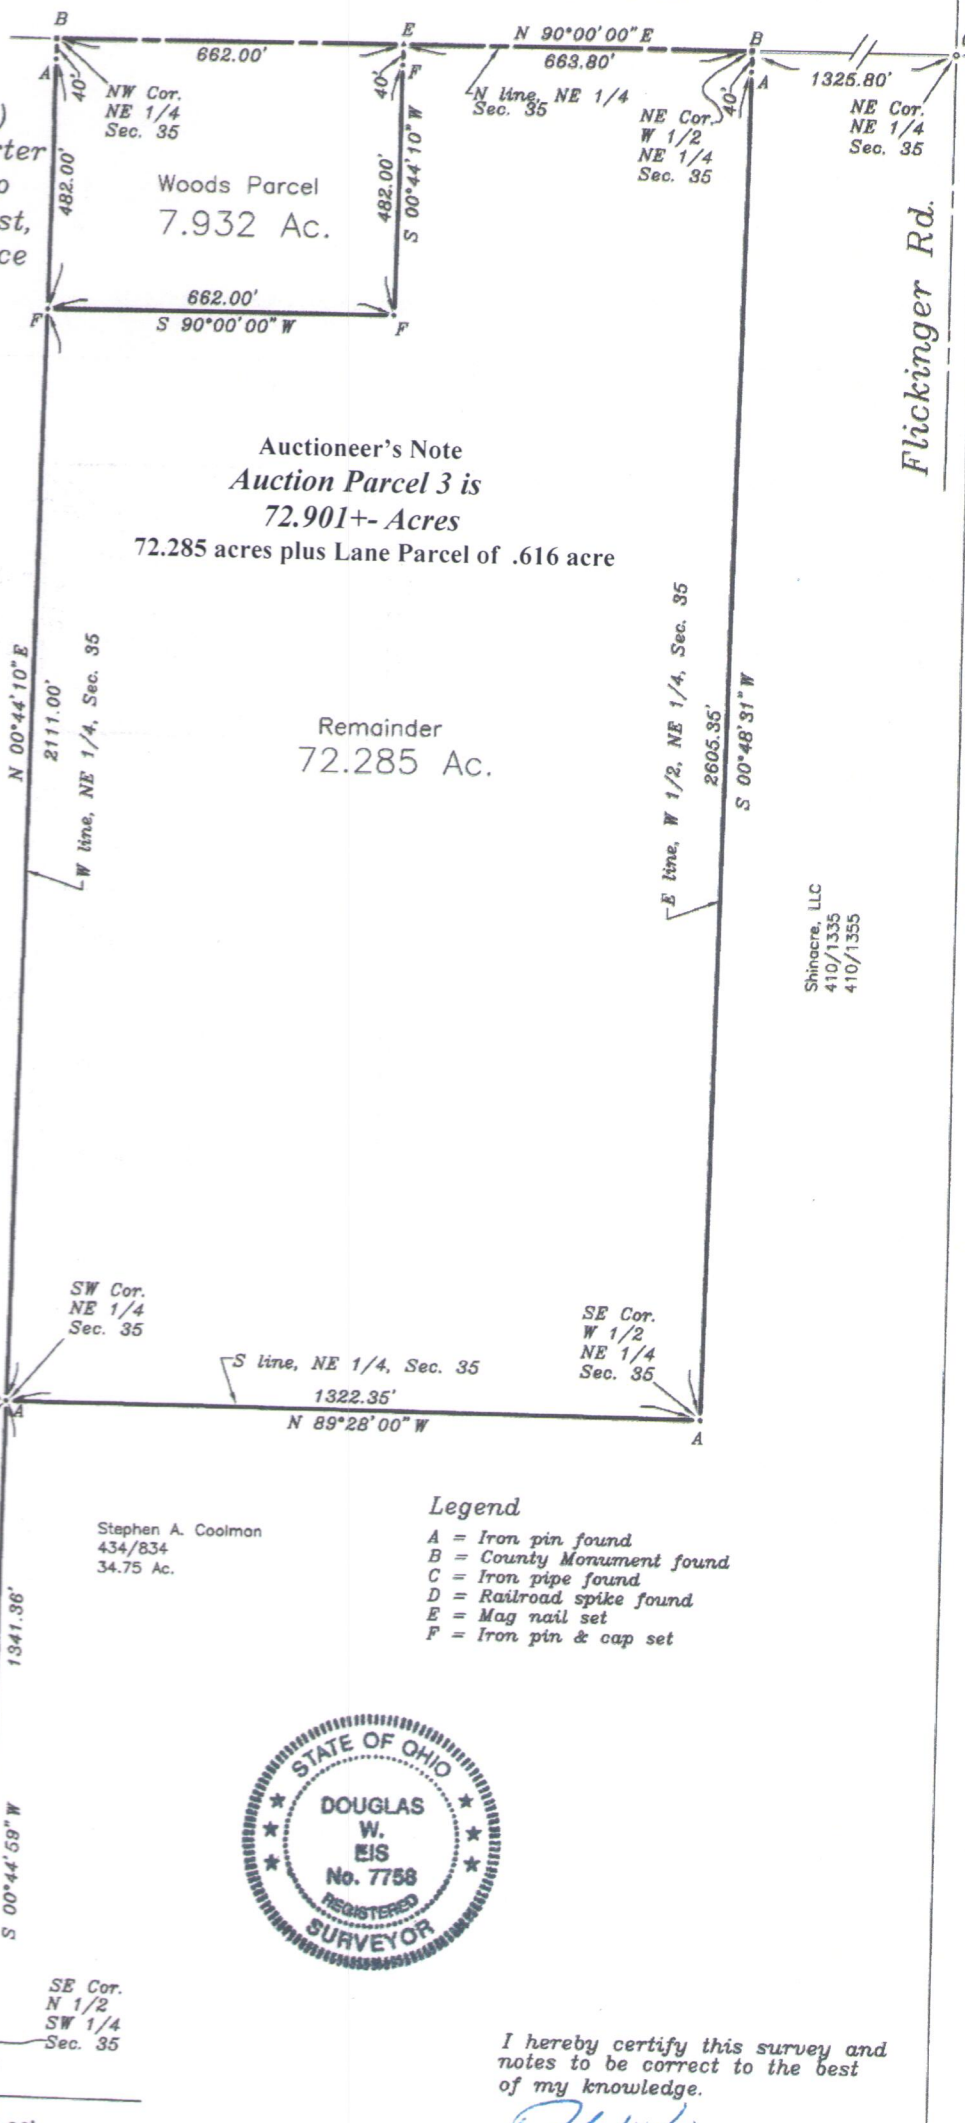 B
E
N 90°00'00" E
B
662.00'
663.80'
1325.80'
A
40'
F
40'
A
40'
NW Cor.
NE 1/4
Sec. 35
N line, NE 1/4
Sec. 35
NE Cor.
W 1/2
NE 1/4
Sec. 35
NE Cor.
NE 1/4
Sec. 35
482.00'
Woods Parcel
7.932 Ac.
482.00'
S 00°44'10" W
st,
662.00'
S 90°00'00" W
F
F
Flickinger Rd.
Auctioneer's Note
Auction Parcel 3 is
72.901+- Acres
72.285 acres plus Lane Parcel of .616 acre
N 00°44'10" E
2111.00'
W line, NE 1/4, Sec. 35
Remainder
72.285 Ac.
E line, W 1/2, NE 1/4, Sec. 35
2605.35'
S 00°48'31" W
Shinacre, LLC
410/1335
410/1355
SW Cor.
NE 1/4
Sec. 35
SE Cor.
W 1/2
NE 1/4
Sec. 35
S line, NE 1/4, Sec. 35
1322.35'
N 89°28'00" W
A
A
Stephen A. Coolman
434/834
34.75 Ac.
Legend
A = Iron pin found
B = County Monument found
C = Iron pipe found
D = Railroad spike found
E = Mag nail set
F = Iron pin & cap set
1341.36'
S 00°44'59" W
STATE OF OHIO
DOUGLAS
W.
EIS
No. 7758
REGISTERED
SURVEYOR
SE Cor.
N 1/2
SW 1/4
Sec. 35
I hereby certify this survey and
notes to be correct to the best
of my knowledge.